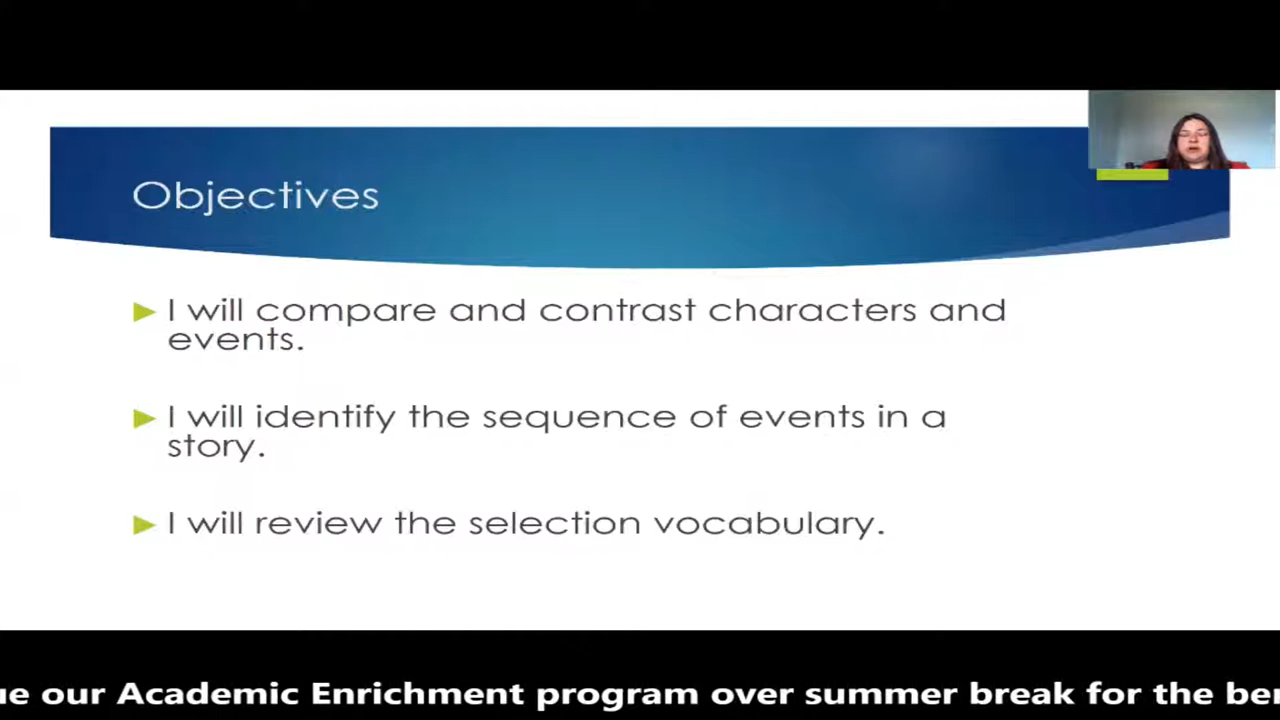 Objectives
I will compare and contrast characters and
events.
I will identify the sequence of events in a
story.
I will review the selection vocabulary.
our Academic Enrichment program over summer break for the